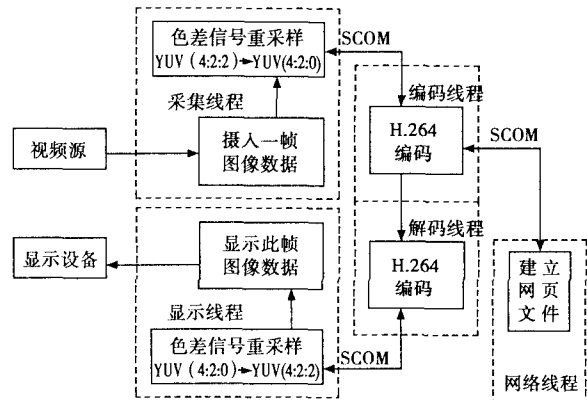 色差信号重采样
YUV（4:2:2）→YUV(4:2:0)
SCOM
采集线程
编码线程
摄入一帧
图像数据
视频源
H.264
编码
SCOM
解码线程
显示此帧
图像数据
显示设备
H.264
编码
建立
网页
文件
显示线程
色差信号重采样
YUV（4:2:0）→YUV(4:2:2)
SCOM
网络线程